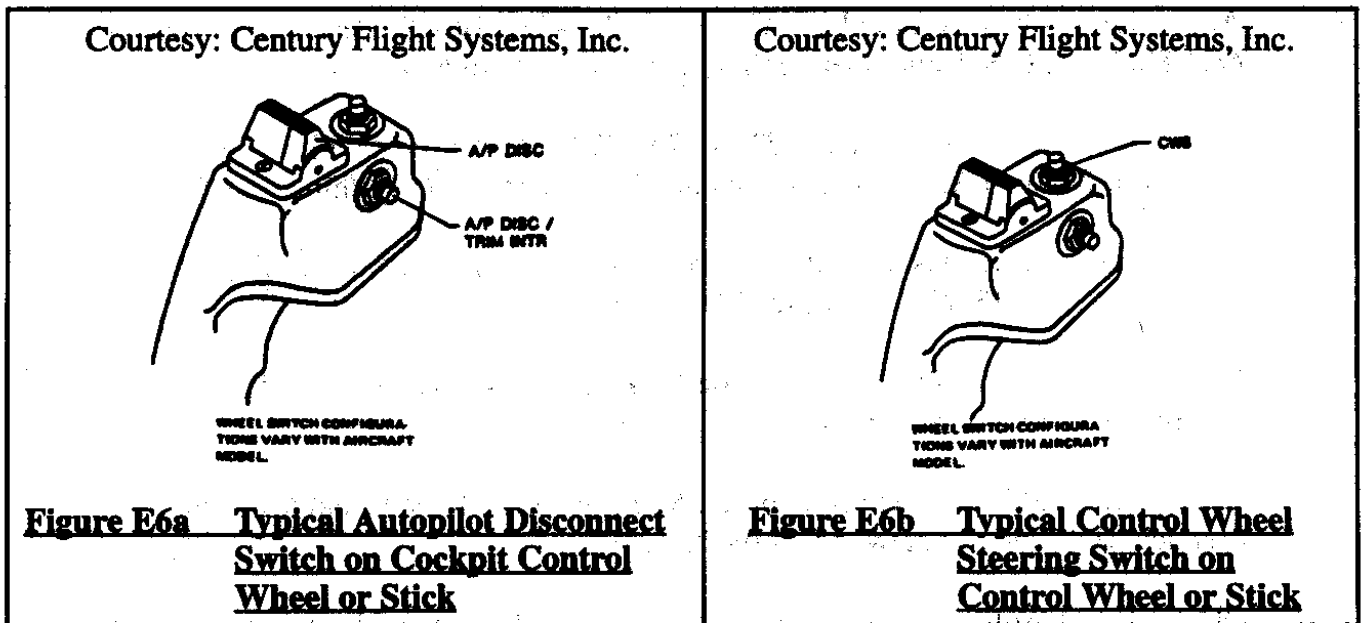 Courtesy: Century Flight Systems, Inc.
A/P DISC
A/P DISC /
TRIM INTR
WHEEL SWITCH CONFIGURA-
TIONS VARY WITH AIRCRAFT
MODEL.
Figure E6a Typical Autopilot Disconnect
Switch on Cockpit Control
Wheel or Stick
Courtesy: Century Flight Systems, Inc.
CWS
WHEEL SWITCH CONFIGURA
TIONS VARY WITH AIRCRAFT
MODEL.
Figure E6b Typical Control Wheel
Steering Switch on
Control Wheel or Stick